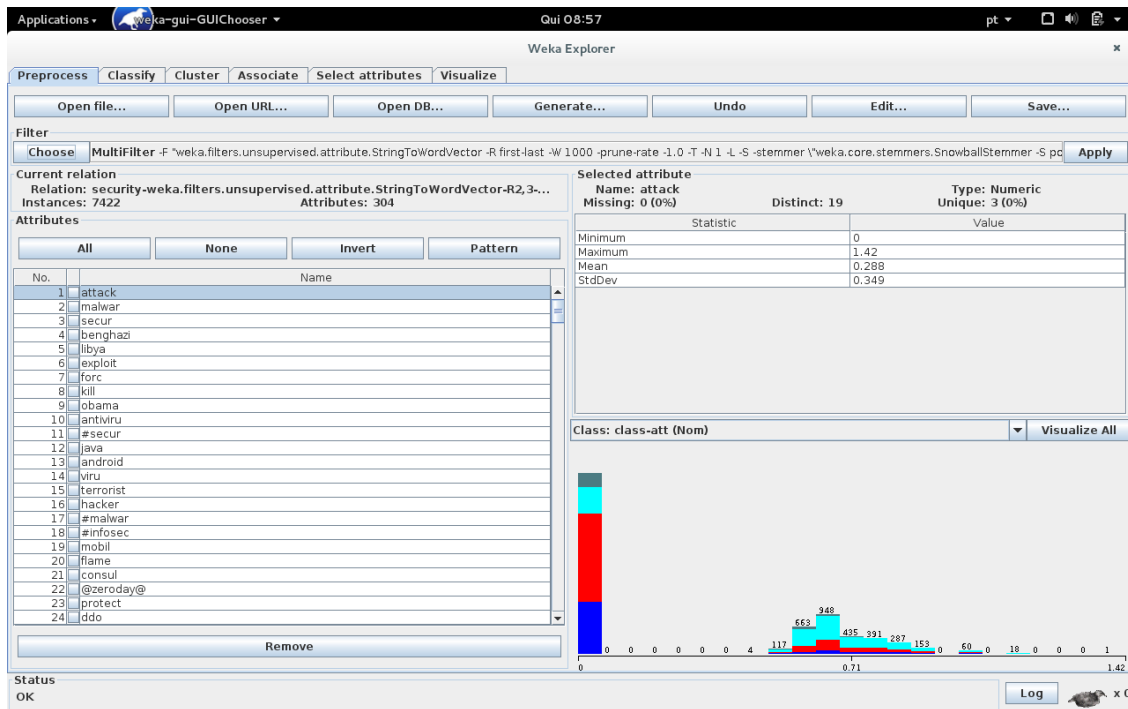 Applications weka-gui-GUIChooser Qui 08:57 pt
Weka Explorer
Preprocess Classify Cluster Associate Select attributes Visualize
Open file... Open URL... Open DB... Generate... Undo Edit... Save...
Filter
Choose MultiFilter -F "weka.filters.unsupervised.attribute.StringToWordVector -R first-last -W 1000 -prune-rate -1.0 -T -N 1 -L -S -stemmer \"weka.core.stemmers.SnowballStemmer -S po Apply
Current relation
Relation: security-weka.filters.unsupervised.attribute.StringToWordVector-R2,3-...
Instances: 7422 Attributes: 304
Attributes
All None Invert Pattern
No. Name
1 attack
2 malwar
3 secur
4 benghazi
5 libya
6 exploit
7 forc
8 kill
9 obama
10 antiviru
11 #secur
12 java
13 android
14 viru
15 terrorist
16 hacker
17 #malwar
18 #infosec
19 mobil
20 flame
21 consul
22 @zeroday@
23 protect
24 ddo
Remove
Selected attribute
Name: attack Type: Numeric
Missing: 0 (0%) Distinct: 19 Unique: 3 (0%)
Statistic Value
Minimum 0
Maximum 1.42
Mean 0.288
StdDev 0.349
Class: class-att (Nom) Visualize All
0 0 0 0 0 0 4 117 663 948 435 391 287 153 0 60 0 18 0 0 0 1
0 0.71 1.42
Status
OK Log x 0